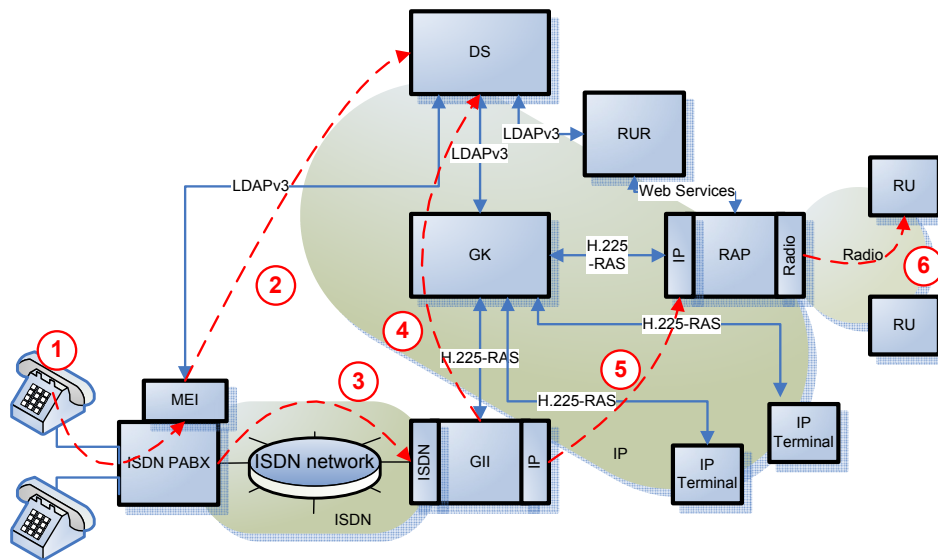 DS
LDAPv3
LDAPv3
LDAPv3
RUR
Web Services
RU
2
GK
H.225
-RAS
IP
RAP
Radio
Radio
6
4
H.225-RAS
RU
1
H.225-RAS
3
5
MEI
H.225-RAS
IP
Terminal
ISDN PABX
ISDN network
ISDN
GII
IP
IP
IP
Terminal
ISDN